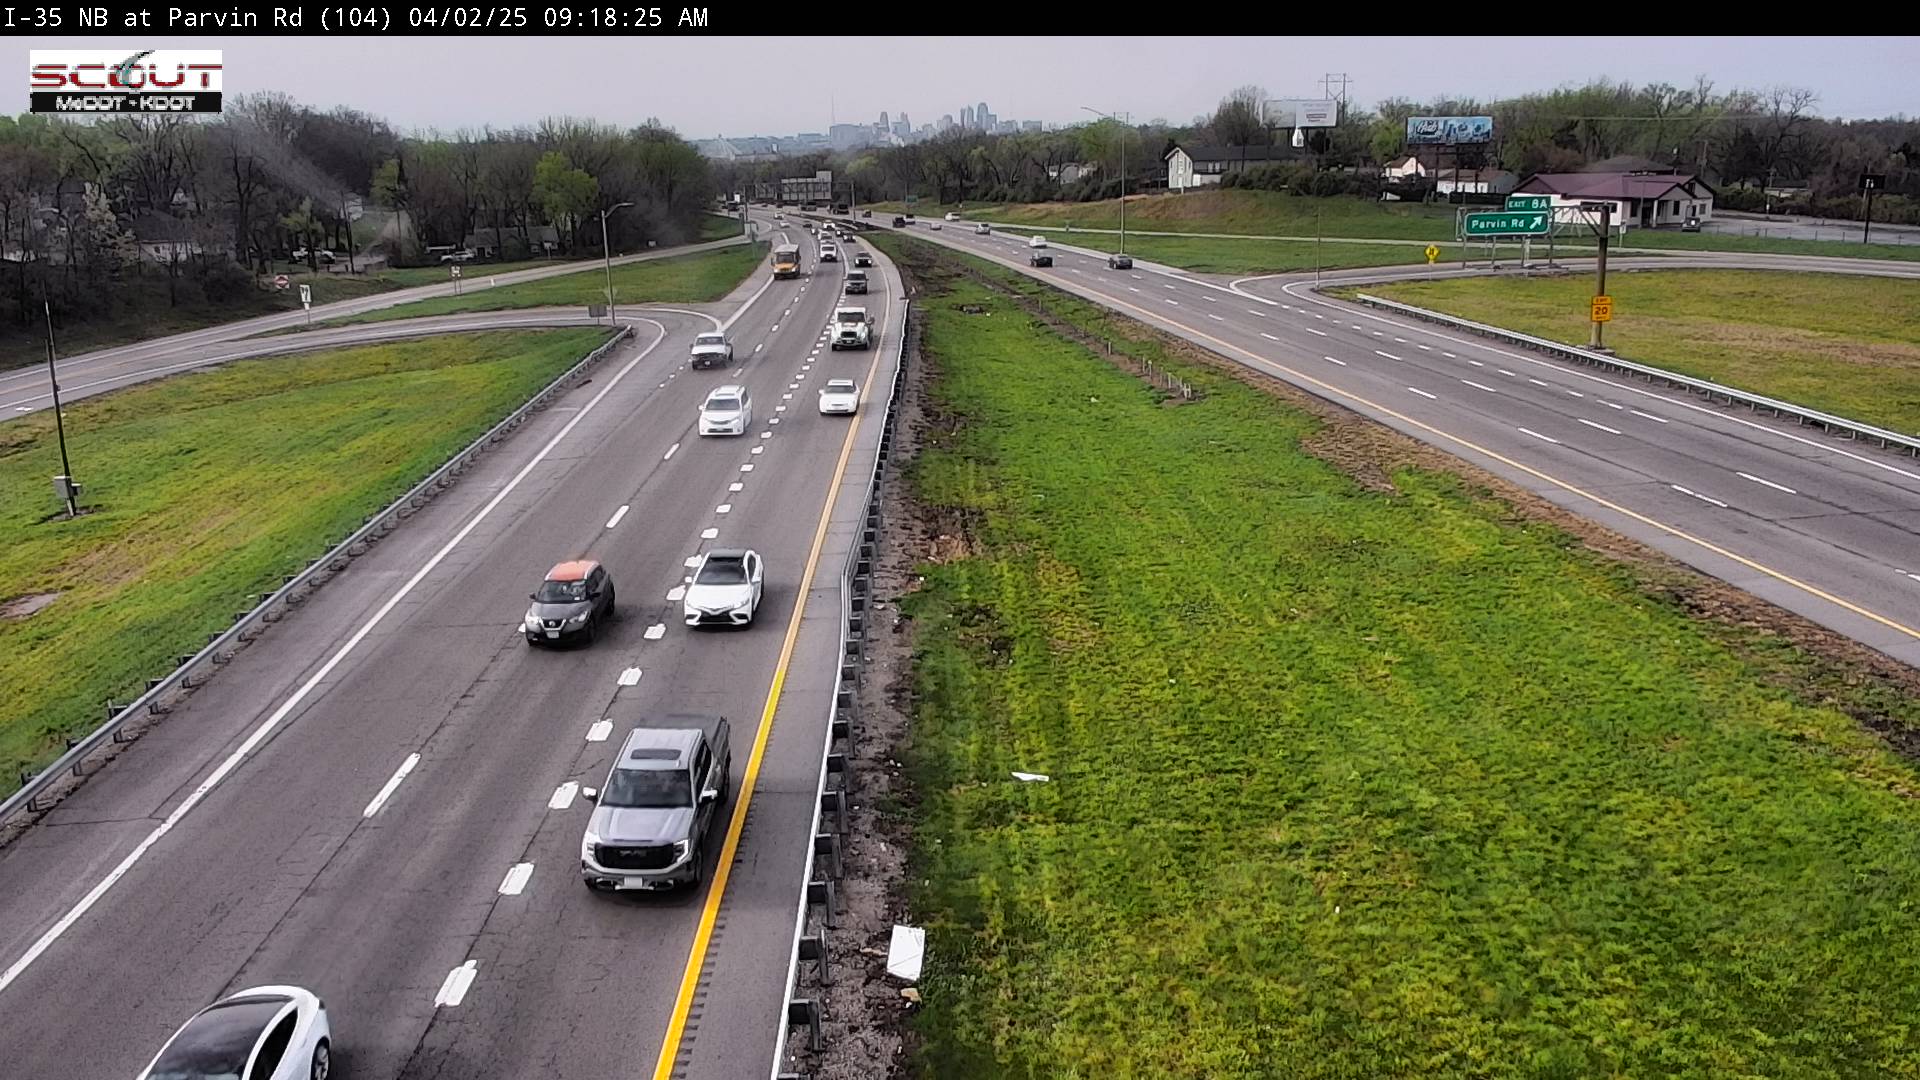 I-35 NB at Parvin Rd (104) 04/02/25 09:18:25 AM
SCOUT
MoDOT - KDOT
EXIT 8A
Parvin Rd
EXIT
20